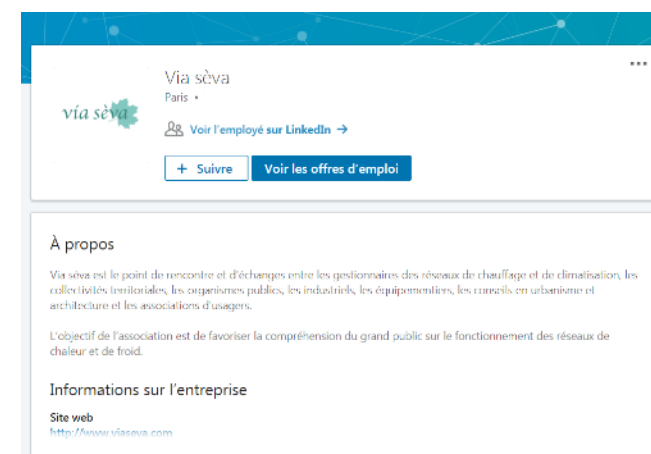 Via sèva
Paris •
via sèva
Voir l'employé sur LinkedIn →
+ Suivre
Voir les offres d'emploi
À propos
Via séva est le point de rencontre et d'échanges entre les gestionnaires des réseaux de chauffage et de climatisation, les
collectivités territoriales, les organismes publics, les industriels, les équipementiers, les conseils en urbanisme et
architecture et les associations d'usagers.
L'objectif de l'association est de favoriser la compréhension du grand public sur le fonctionnement des réseaux de
chaleur et de froid.
Informations sur l'entreprise
Site web
http://www.viaseva.com